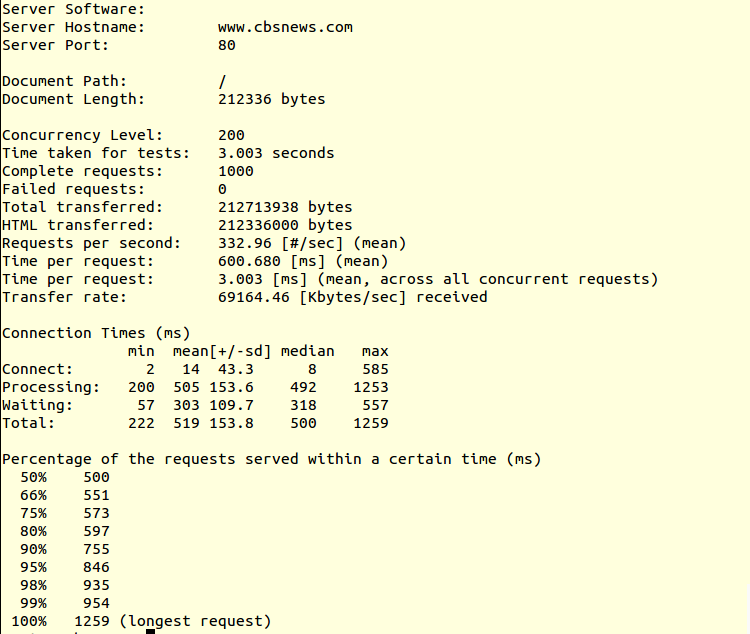 Server Software:
Server Hostname:        www.cbsnews.com
Server Port:            80
Document Path:          /
Document Length:        212336 bytes
Concurrency Level:      200
Time taken for tests:   3.003 seconds
Complete requests:      1000
Failed requests:        0
Total transferred:      212713938 bytes
HTML transferred:       212336000 bytes
Requests per second:    332.96 [#/sec] (mean)
Time per request:       600.680 [ms] (mean)
Time per request:       3.003 [ms] (mean, across all concurrent requests)
Transfer rate:          69164.46 [Kbytes/sec] received
Connection Times (ms)
              min  mean[+/-sd] median   max
Connect:        2   14  43.3      8     585
Processing:   200  505 153.6    492    1253
Waiting:       57  303 109.7    318     557
Total:        222  519 153.8    500    1259
Percentage of the requests served within a certain time (ms)
  50%    500
  66%    551
  75%    573
  80%    597
  90%    755
  95%    846
  98%    935
  99%    954
 100%   1259 (longest request)